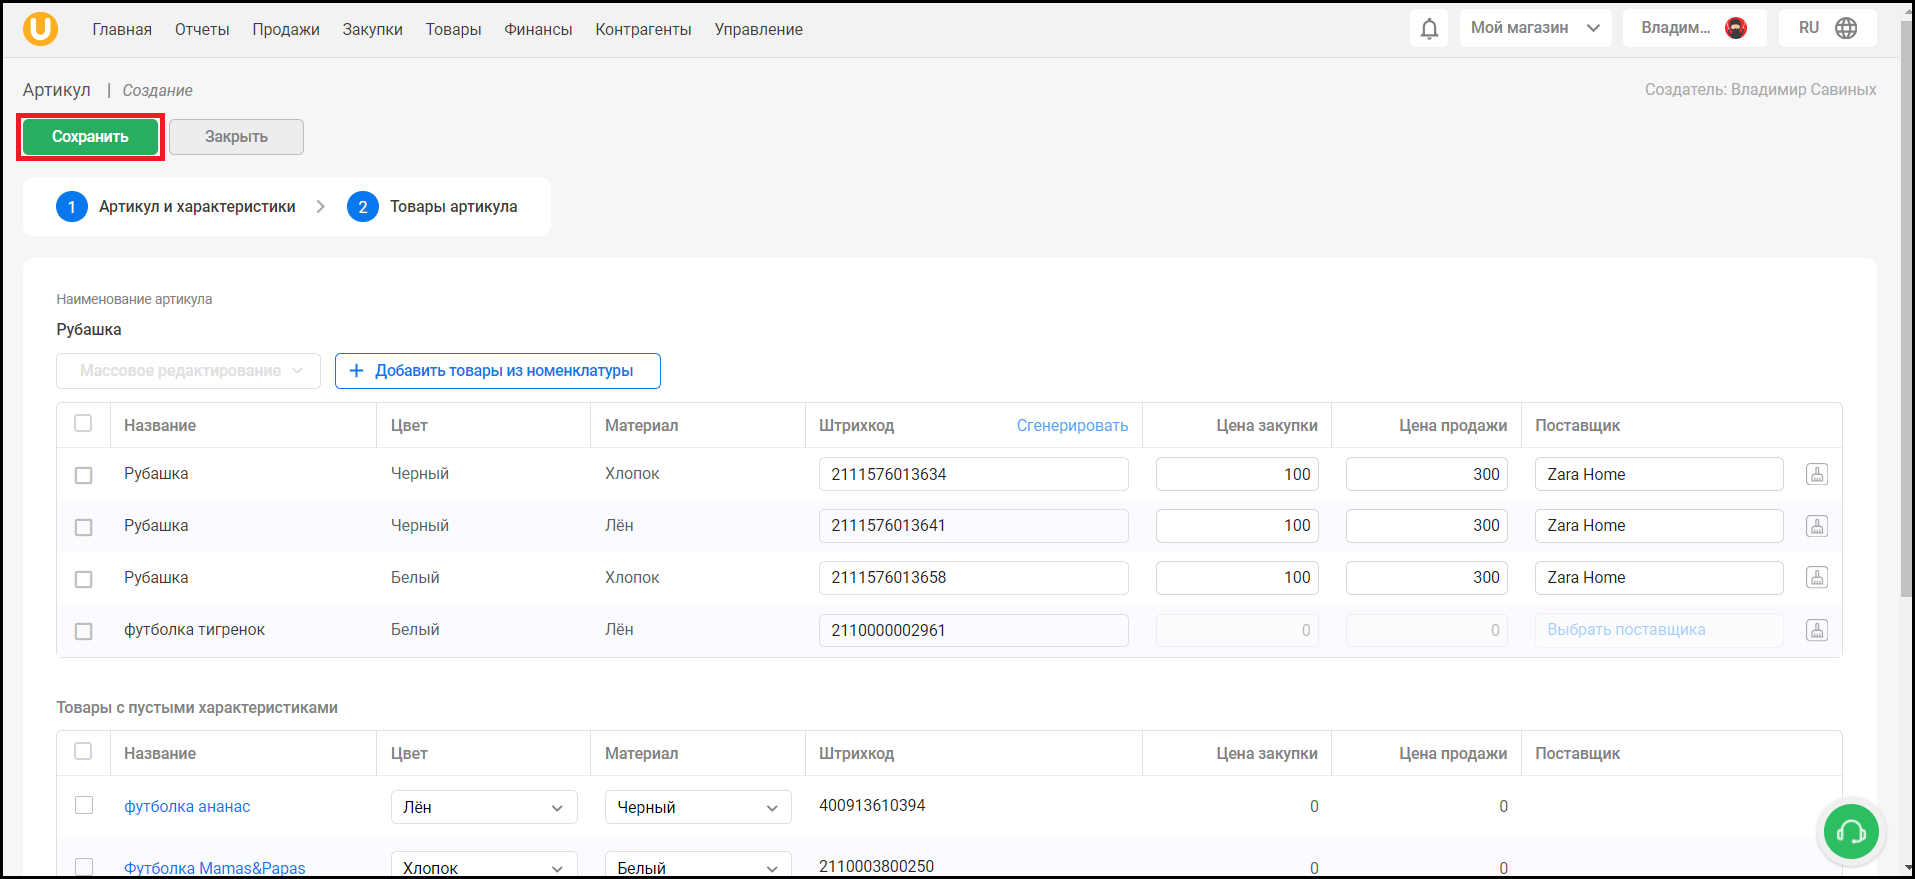 U Главная Отчеты Продажи Закупки Товары Финансы Контрагенты Управление Мой магазин Владим... RU
Артикул | Создание Создатель: Владимир Савиных
Сохранить Закрыть
1 Артикул и характеристики 2 Товары артикула
Наименование артикула
Рубашка
Массовое редактирование + Добавить товары из номенклатуры
Название Цвет Материал Штрихкод Сгенерировать Цена закупки Цена продажи Поставщик
Рубашка Черный Хлопок 2111576013634 100 300 Zara Home
Рубашка Черный Лён 2111576013641 100 300 Zara Home
Рубашка Белый Хлопок 2111576013658 100 300 Zara Home
футболка тигренок Белый Лён 2110000002961 0 0 Выбрать поставщика
Товары с пустыми характеристиками
Название Цвет Материал Штрихкод Цена закупки Цена продажи Поставщик
футболка ананас Лён Черный 400913610394 0 0
Футболка Mamas&Papas Хлопок Белый 2110003800250 0 0